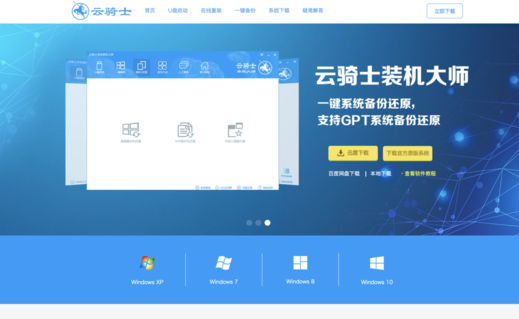 云骑士
首页
U盘启动
在线重装
一键备份
系统下载
疑难解答
立即下载
云骑士
云骑士装机大师
一键系统备份还原,
支持GPT系统备份还原
迅雷下载
下载官方原版系统
百度网盘下载 | 本地下载
查看软件教程
Windows XP
Windows 7
Windows 8
Windows 10